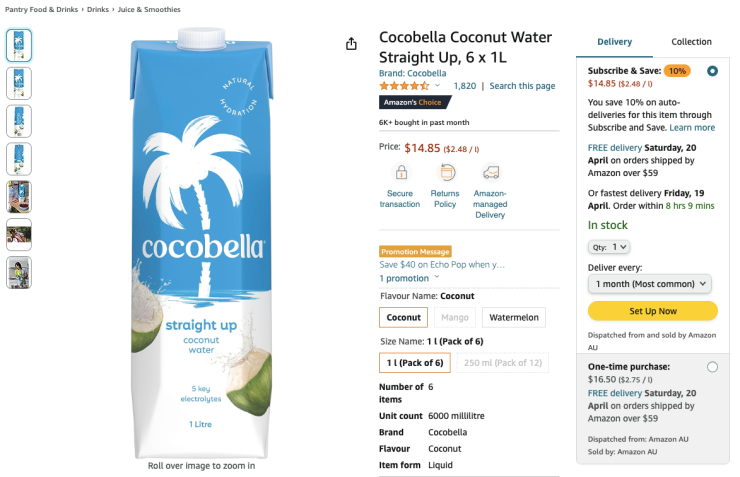 Pantry Food & Drinks › Drinks › Juice & Smoothies
NATURAL
HYDRATION
cocobella
straight up
coconut
water
5 key
electrolytes
1 Litre
Roll over image to zoom in
Cocobella Coconut Water
Straight Up, 6 x 1L
Brand: Cocobella
1,820 | Search this page
Amazon's Choice
6K+ bought in past month
Price: $14.85 ($2.48 / l)
Secure
transaction
Returns
Policy
Amazon-
managed
Delivery
Promotion Message
Save $40 on Echo Pop when y...
1 promotion
Flavour Name: Coconut
Coconut Mango Watermelon
Size Name: 1 l (Pack of 6)
1 l (Pack of 6) 250 ml (Pack of 12)
Number of items 6
Unit count 6000 millilitre
Brand Cocobella
Flavour Coconut
Item form Liquid
Delivery Collection
Subscribe & Save: 10%
$14.85 ($2.48 / l)
You save 10% on auto-
deliveries for this item through
Subscribe and Save. Learn more
FREE delivery Saturday, 20
April on orders shipped by
Amazon over $59
Or fastest delivery Friday, 19
April. Order within 8 hrs 9 mins
In stock
Qty: 1
Deliver every:
1 month (Most common)
Set Up Now
Dispatched from and sold by Amazon
AU
One-time purchase:
$16.50 ($2.75 / l)
FREE delivery Saturday, 20
April on orders shipped by
Amazon over $59
Dispatched from: Amazon AU
Sold by: Amazon AU